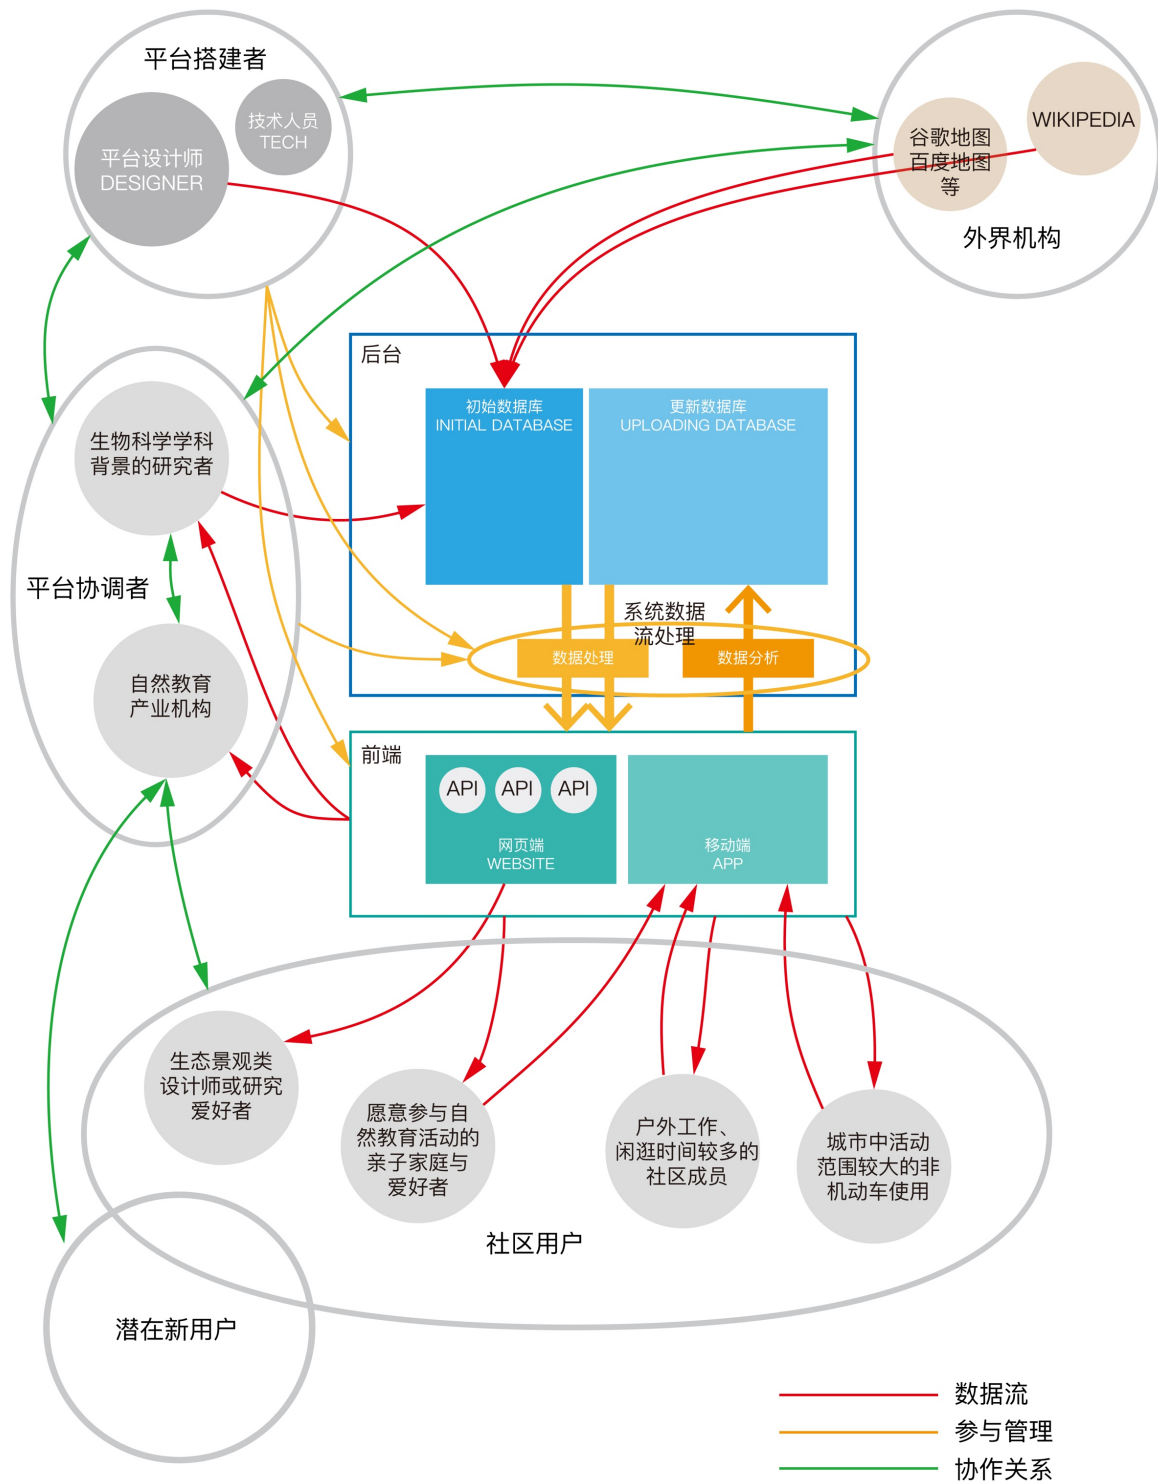 平台搭建者
技术人员
TECH
平台设计师
DESIGNER
WIKIPEDIA
谷歌地图
百度地图
等
外界机构
后台
初始数据库
INITIAL DATABASE
更新数据库
UPLOADING DATABASE
生物科学学科
背景的研究者
平台协调者
自然教育
产业机构
系统数据
流处理
数据处理
数据分析
前端
API
API
API
网页端
WEBSITE
移动端
APP
生态景观类
设计师或研究
爱好者
愿意参与自
然教育活动的
亲子家庭与
爱好者
户外工作、
闲逛时间较多的
社区成员
城市中活动
范围较大的非
机动车使用
社区用户
潜在新用户
数据流
参与管理
协作关系